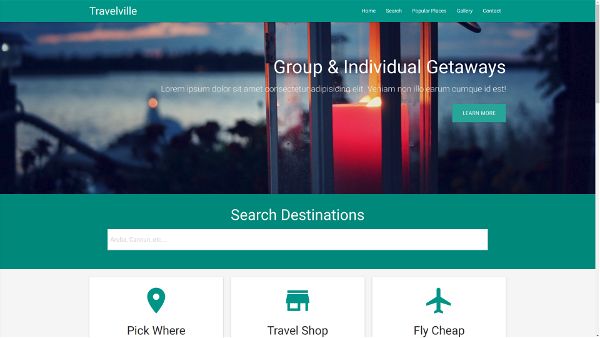 Travelville
Home Search Popular Places Gallery Contact
Group & Individual Getaways
Lorem ipsum dolor sit amet consectetur adipisiding elit. Veniam non illo earum cumque id est!
LEARN MORE
Search Destinations
Aruba, Cancun, etc...
Pick Where
Travel Shop
Fly Cheap